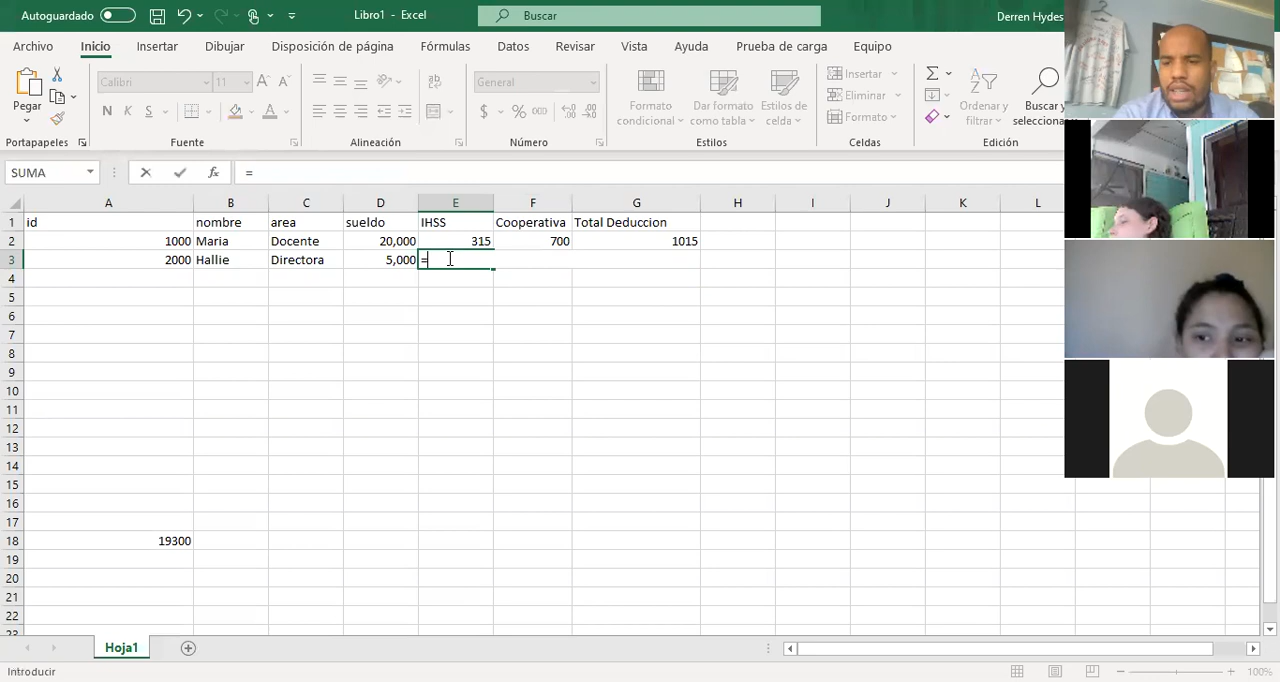 Autoguardado Libro1 - Excel Buscar Derren Hydes
Archivo Inicio Insertar Dibujar Disposición de página Fórmulas Datos Revisar Vista Ayuda Prueba de carga Equipo
Pegar
Calibri 11
N K S
General
$ % 000
Formato condicional
Dar formato como tabla
Estilos de celda
Insertar
Eliminar
Formato
Ordenar y filtrar
Buscar y selecciona
Portapapeles Fuente Alineación Número Estilos Celdas Edición
SUMA fx =
A B C D E F G H I J K L
1 id nombre area sueldo IHSS Cooperativa Total Deduccion
2 1000 Maria Docente 20,000 315 700 1015
3 2000 Hallie Directora 5,000 =
4
5
6
7
8
9
10
11
12
13
14
15
16
17
18 19300
19
20
21
22
23
Hoja1
Introducir 100%